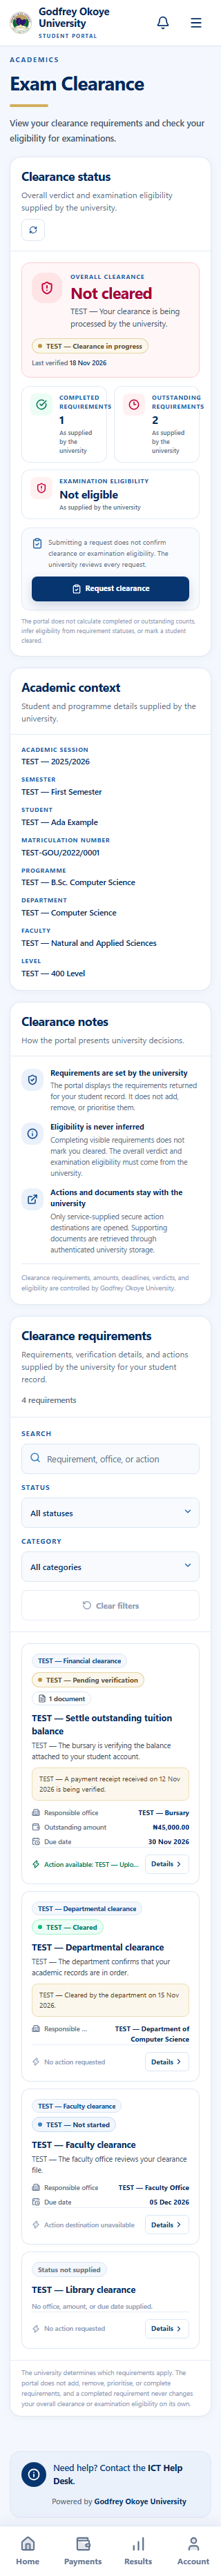 Godfrey Okoye
University
STUDENT PORTAL
ACADEMICS
Exam Clearance
View your clearance requirements and check your
eligibility for examinations.
Clearance status
Overall verdict and examination eligibility
supplied by the university.
OVERALL CLEARANCE
Not cleared
TEST — Your clearance is being
processed by the university.
TEST — Clearance in progress
Last verified 18 Nov 2026
COMPLETED
REQUIREMENTS
1
As supplied
by the
university
OUTSTANDING
REQUIREMENTS
2
As supplied
by the
university
EXAMINATION ELIGIBILITY
Not eligible
As supplied by the university
Submitting a request does not confirm
clearance or examination eligibility. The
university reviews every request.
Request clearance
The portal does not calculate completed or outstanding counts,
infer eligibility from requirement statuses, or mark a student
cleared.
Academic context
Student and programme details supplied by the
university.
ACADEMIC SESSION
TEST — 2025/2026
SEMESTER
TEST — First Semester
STUDENT
TEST — Ada Example
MATRICULATION NUMBER
TEST-GOU/2022/0001
PROGRAMME
TEST — B.Sc. Computer Science
DEPARTMENT
TEST — Computer Science
FACULTY
TEST — Natural and Applied Sciences
LEVEL
TEST — 400 Level
Clearance notes
How the portal presents university decisions.
Requirements are set by the university
The portal displays the requirements returned
for your student record. It does not add,
remove, or prioritise them.
Eligibility is never inferred
Completing visible requirements does not
mark you cleared. The overall verdict and
examination eligibility must come from the
university.
Actions and documents stay with the
university
Only service-supplied secure action
destinations are opened. Supporting
documents are retrieved through
authenticated university storage.
Clearance requirements, amounts, deadlines, verdicts, and
eligibility are controlled by Godfrey Okoye University.
Clearance requirements
Requirements, verification details, and actions
supplied by the university for your student
record.
4 requirements
SEARCH
Requirement, office, or action
STATUS
All statuses
CATEGORY
All categories
Clear filters
TEST — Financial clearance
TEST — Pending verification
1 document
TEST — Settle outstanding tuition
balance
TEST — The bursary is verifying the balance
attached to your student account.
TEST — A payment receipt received on 12 Nov
2026 is being verified.
Responsible office TEST — Bursary
Outstanding amount ₦45,000.00
Due date 30 Nov 2026
Action available: TEST — Uplo... Details
TEST — Departmental clearance
TEST — Cleared
TEST — Departmental clearance
TEST — The department confirms that your
academic records are in order.
TEST — Cleared by the department on 15 Nov
2026.
Responsible ... TEST — Department of
Computer Science
No action requested Details
TEST — Faculty clearance
TEST — Not started
TEST — Faculty clearance
TEST — The faculty office reviews your clearance
file.
Responsible office TEST — Faculty Office
Due date 05 Dec 2026
Action destination unavailable Details
Status not supplied
TEST — Library clearance
No office, amount, or due date supplied.
No action requested Details
The university determines which requirements apply. The
portal does not add, remove, prioritise, or complete
requirements, and a completed requirement never changes
your overall clearance or examination eligibility on its own.
Need help? Contact the ICT Help
Desk.
Powered by Godfrey Okoye University
Home Payments Results Account